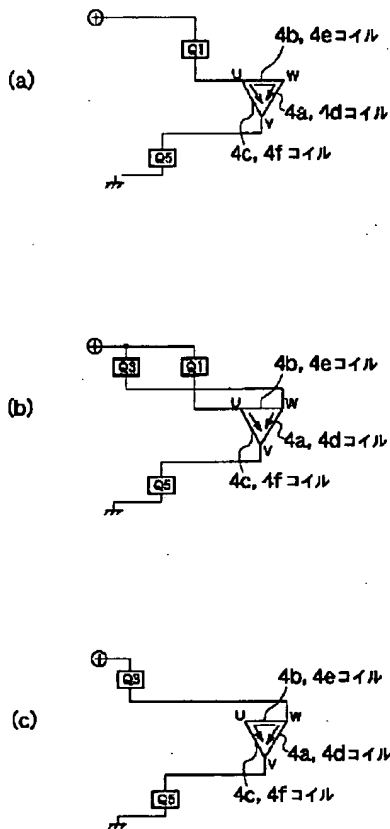 (a)
Q1
4b, 4eコイル
U
W
4a, 4dコイル
V
4c, 4fコイル
Q5
(b)
Q3
Q1
4b, 4eコイル
U
W
4a, 4dコイル
V
4c, 4fコイル
Q5
(c)
Q3
4b, 4eコイル
U
W
4a, 4dコイル
V
4c, 4fコイル
Q5